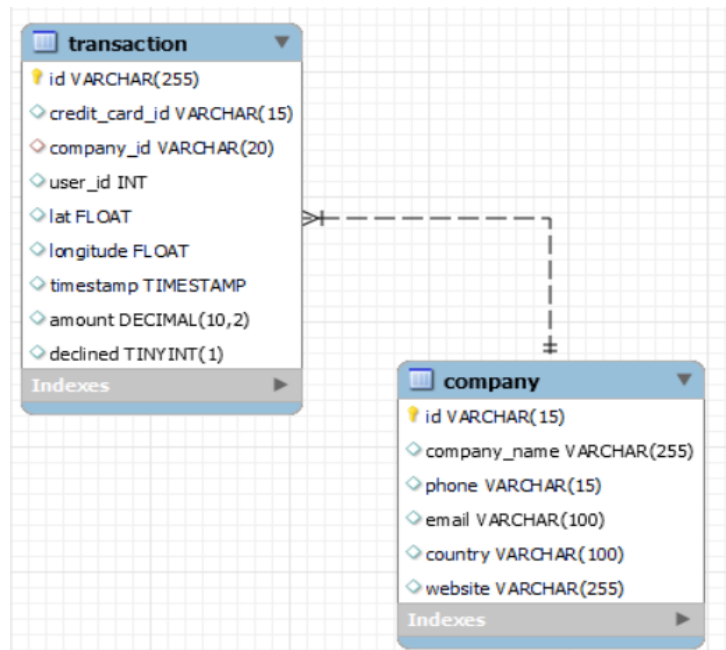 transaction
id VARCHAR(255)
credit_card_id VARCHAR(15)
company_id VARCHAR(20)
user_id INT
lat FLOAT
longitude FLOAT
timestamp TIMESTAMP
amount DECIMAL(10,2)
declined TINYINT(1)
Indexes
company
id VARCHAR(15)
company_name VARCHAR(255)
phone VARCHAR(15)
email VARCHAR(100)
country VARCHAR(100)
website VARCHAR(255)
Indexes